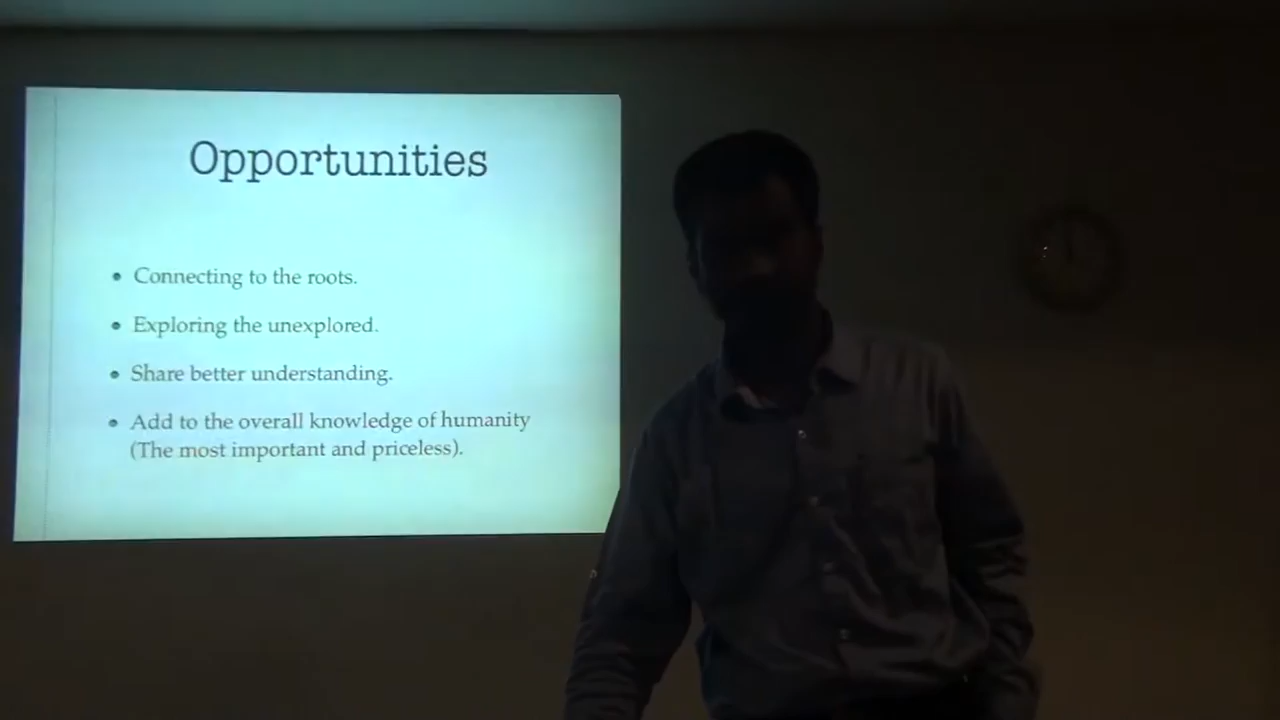 Opportunities
• Connecting to the roots.
• Exploring the unexplored.
• Share better understanding.
• Add to the overall knowledge of humanity
(The most important and priceless).